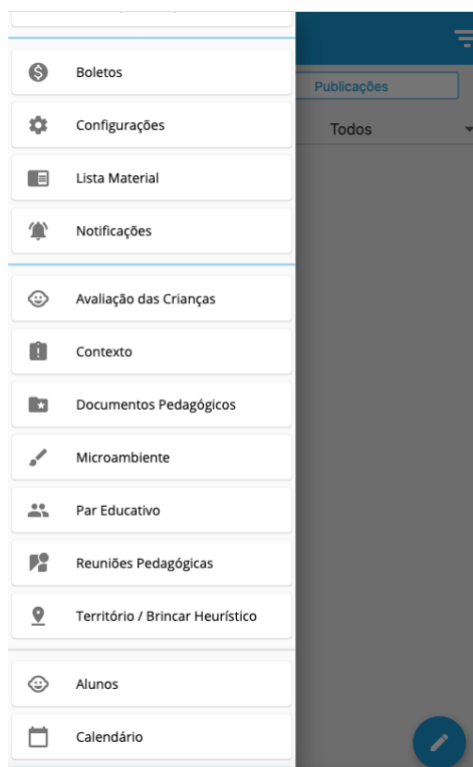 Boletos
Publicações
Configurações
Todos
Lista Material
Notificações
Avaliação das Crianças
Contexto
Documentos Pedagógicos
Microambiente
Par Educativo
Reuniões Pedagógicas
Território / Brincar Heurístico
Alunos
Calendário